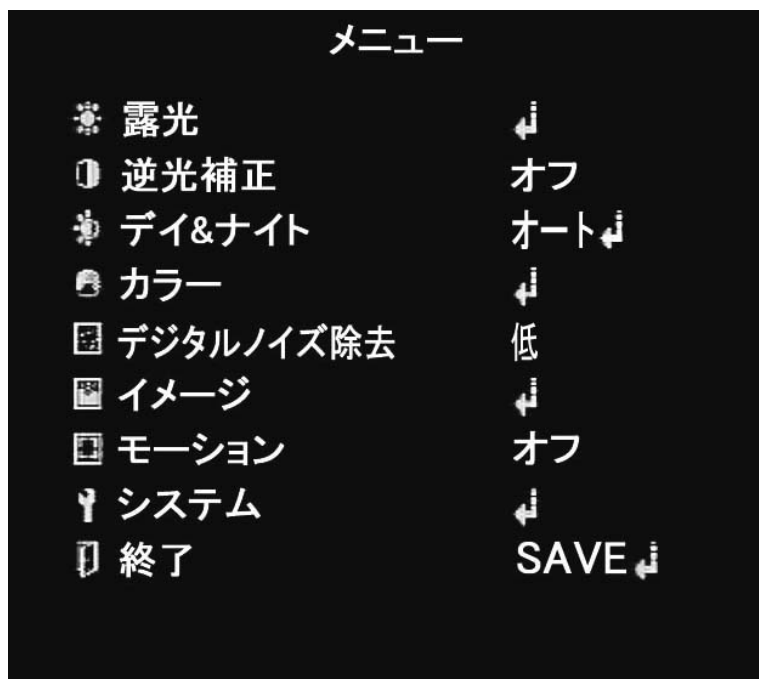 メニュー
露光 ↲
逆光補正 オフ
デイ&ナイト オート↲
カラー ↲
デジタルノイズ除去 低
イメージ ↲
モーション オフ
システム ↲
終了 SAVE↲